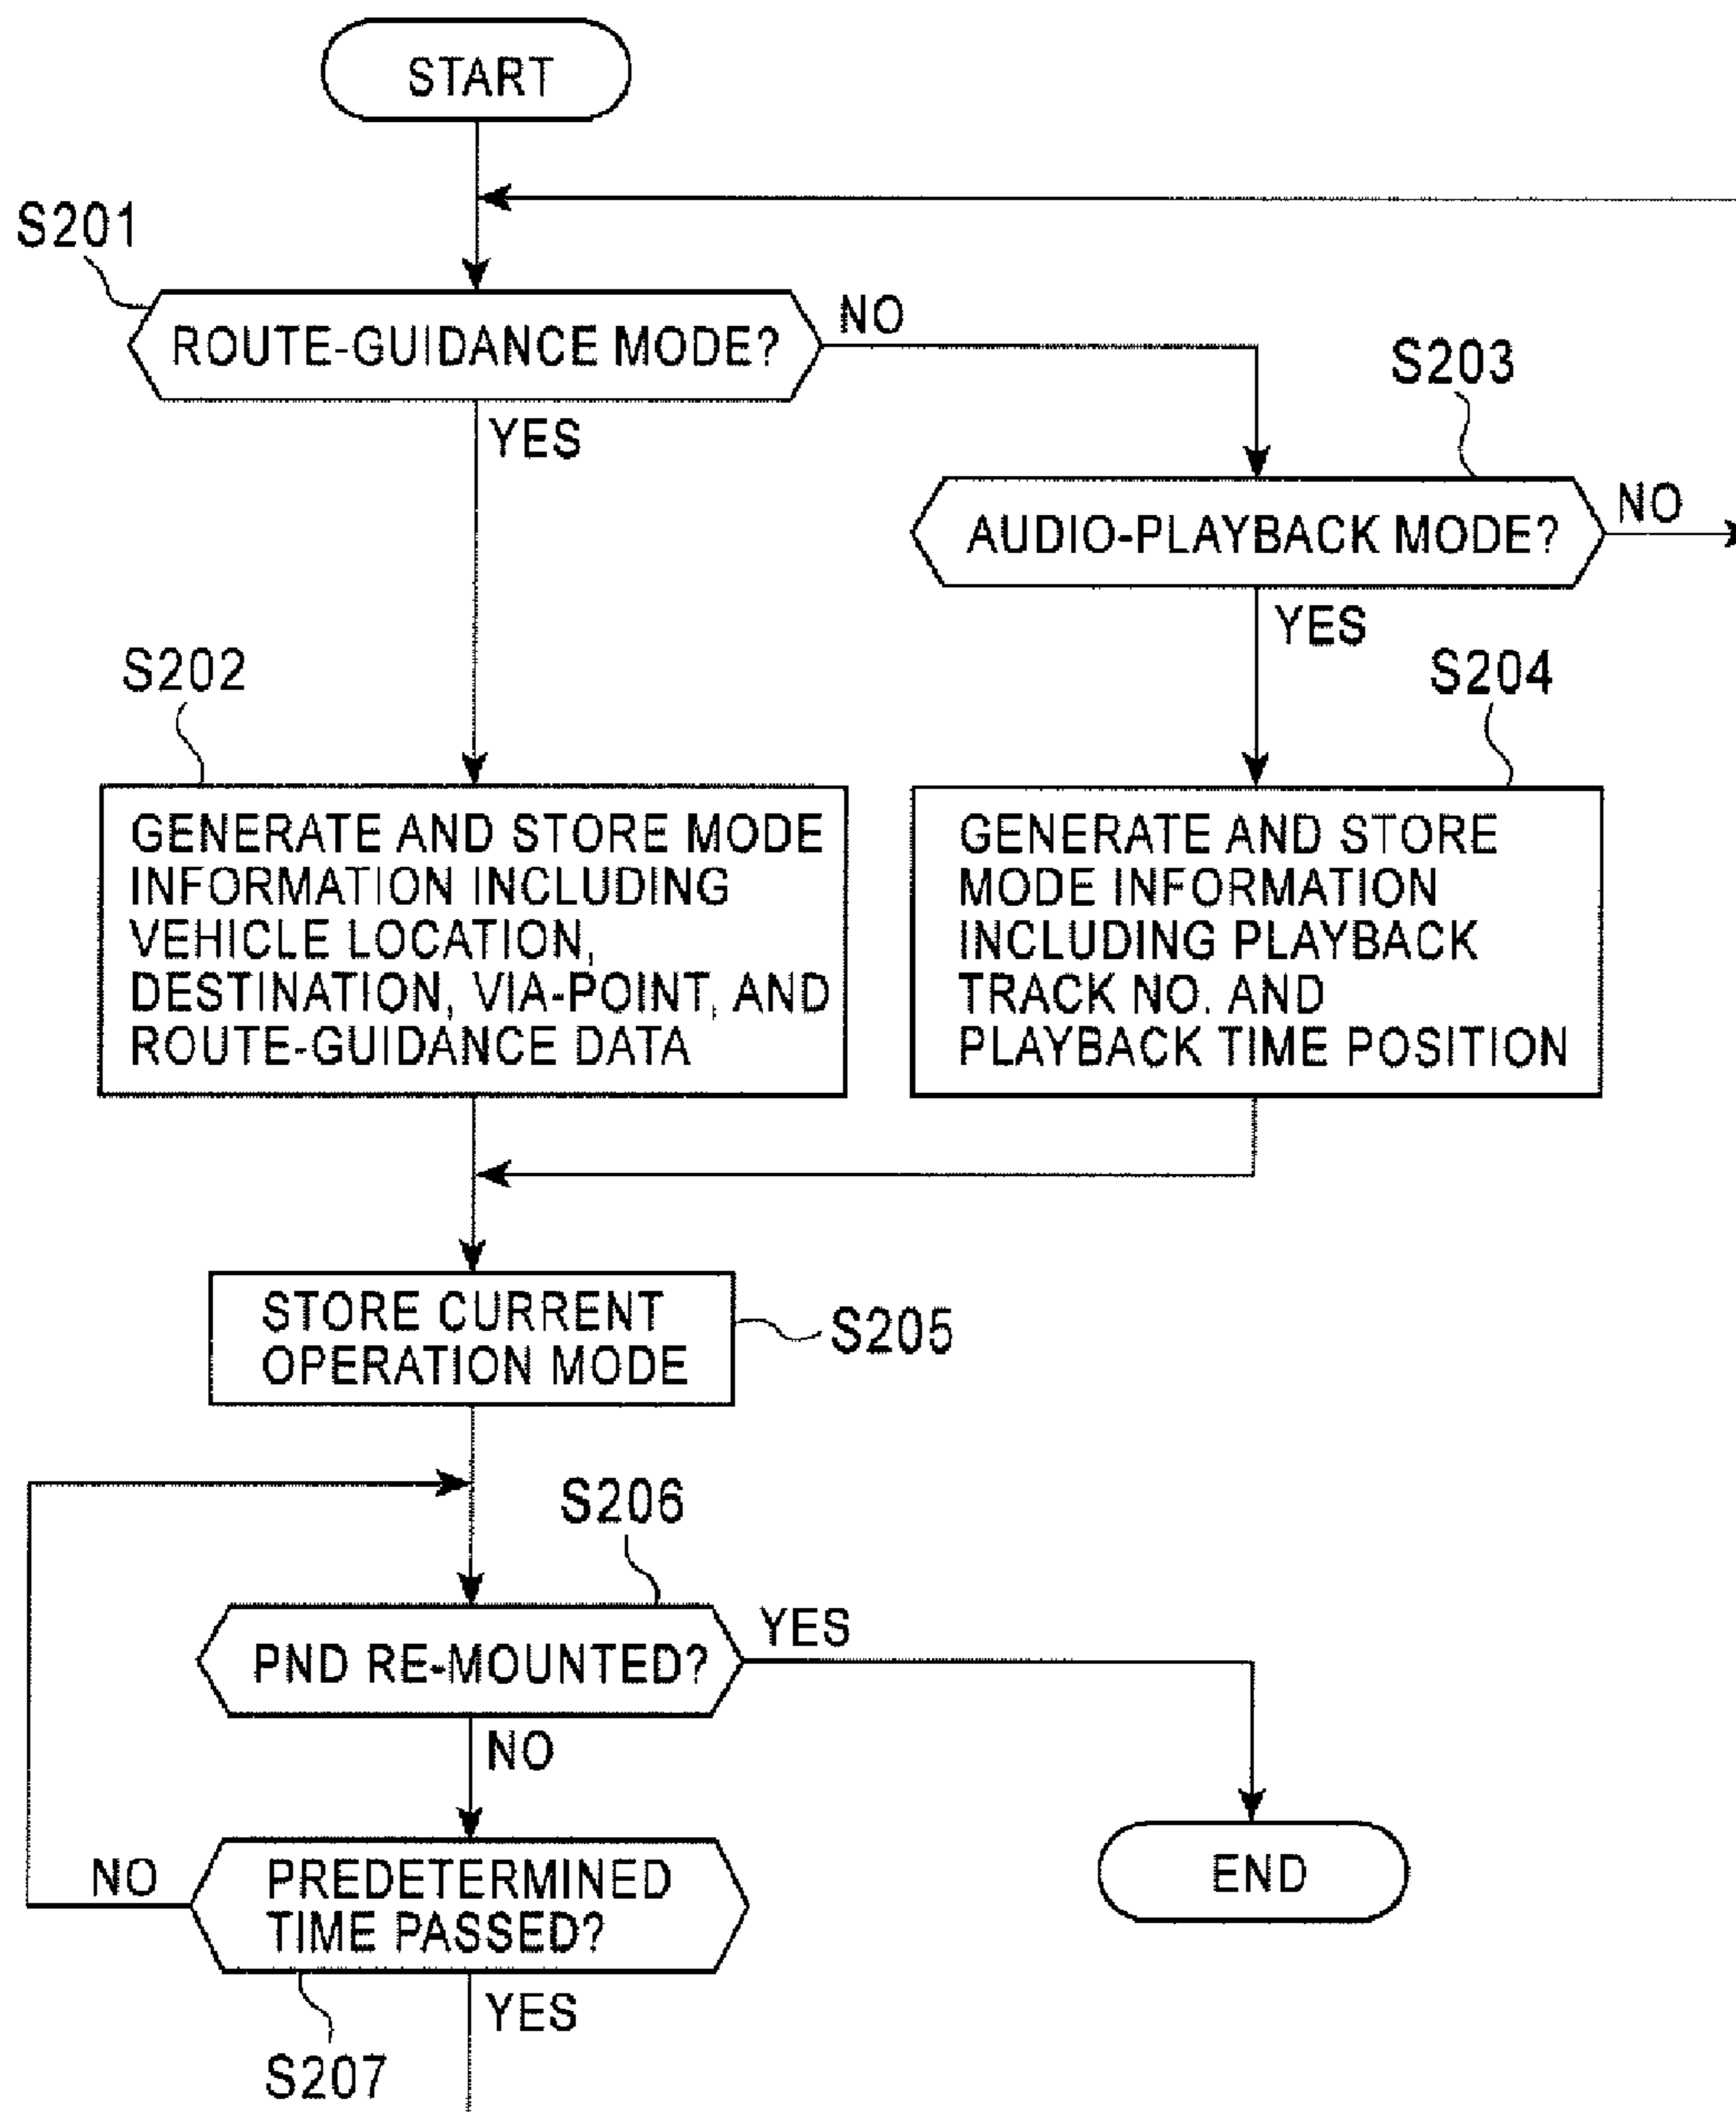 START
S201
ROUTE-GUIDANCE MODE?
NO
YES
S203
AUDIO-PLAYBACK MODE?
NO
YES
S202
GENERATE AND STORE MODE
INFORMATION INCLUDING
VEHICLE LOCATION,
DESTINATION, VIA-POINT, AND
ROUTE-GUIDANCE DATA
S204
GENERATE AND STORE
MODE INFORMATION
INCLUDING PLAYBACK
TRACK NO. AND
PLAYBACK TIME POSITION
STORE CURRENT
OPERATION MODE
S205
S206
PND RE-MOUNTED?
YES
NO
NO
PREDETERMINED
TIME PASSED?
YES
S207
END